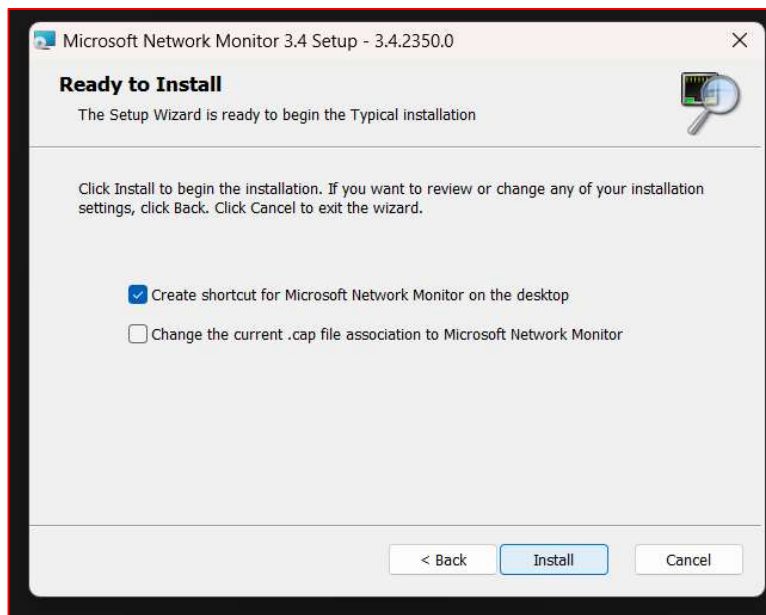 Microsoft Network Monitor 3.4 Setup - 3.4.2350.0
Ready to Install
The Setup Wizard is ready to begin the Typical installation
Click Install to begin the installation. If you want to review or change any of your installation
settings, click Back. Click Cancel to exit the wizard.
Create shortcut for Microsoft Network Monitor on the desktop
Change the current .cap file association to Microsoft Network Monitor
< Back
Install
Cancel